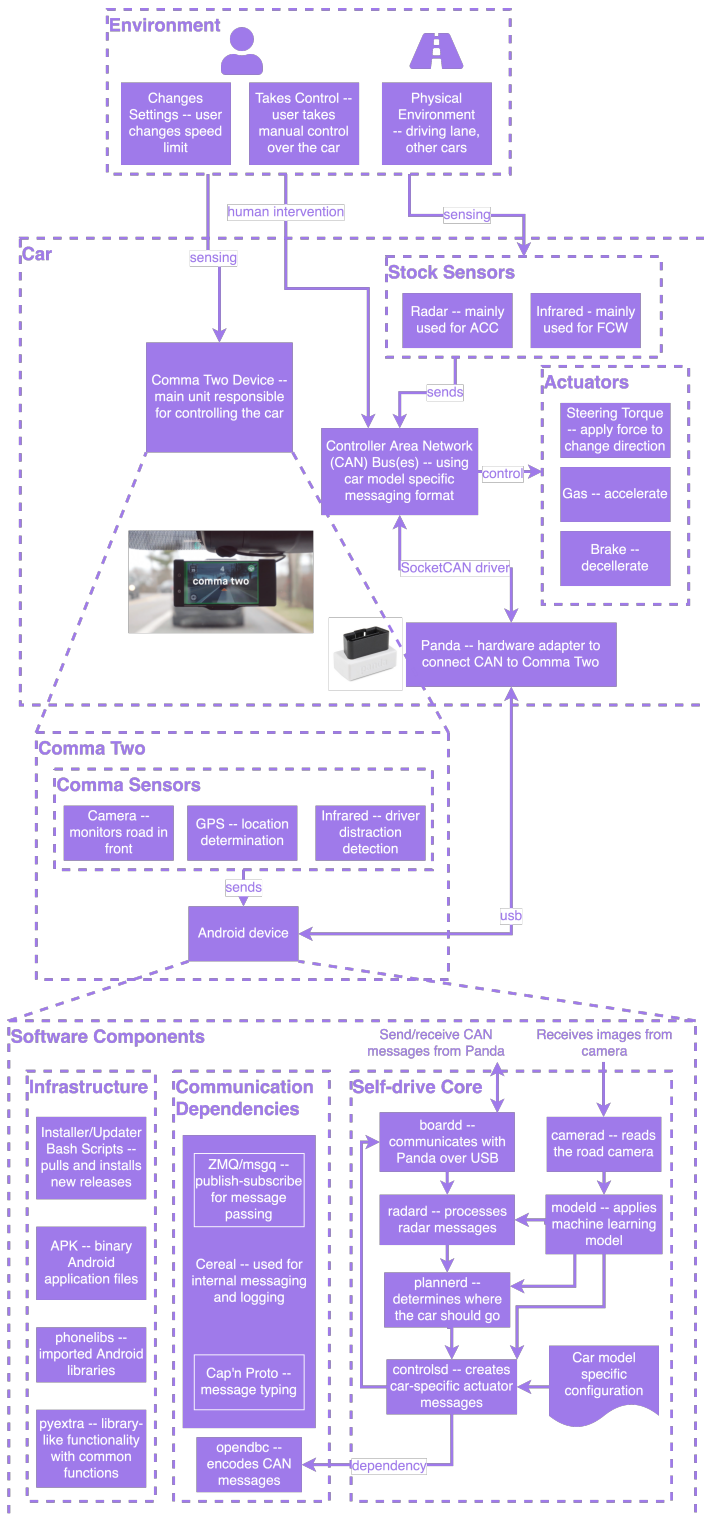 Environment
Changes
Settings -- user
changes speed
limit
Takes Control --
user takes
manual control
over the car
Physical
Environment
-- driving lane,
other cars
human intervention
sensing
Car
sensing
Stock Sensors
Radar -- mainly
used for ACC
Infrared - mainly
used for FCW
Comma Two Device --
main unit responsible
for controlling the car
sends
Actuators
Steering Torque
-- apply force to
change direction
Controller Area Network
(CAN) Bus(es) -- using
car model specific
messaging format
control
Gas -- accelerate
Brake --
decellerate
comma two
SocketCAN driver
Panda -- hardware adapter to
connect CAN to Comma Two
Comma Two
Comma Sensors
Camera --
monitors road in
front
GPS -- location
determination
Infrared -- driver
distraction
detection
sends
usb
Android device
Software Components
Send/receive CAN
messages from Panda
Receives images from
camera
Infrastructure
Installer/Updater
Bash Scripts --
pulls and installs
new releases
APK -- binary
Android
application files
phonelibs --
imported Android
libraries
pyextra -- library-
like functionality
with common
functions
Communication
Dependencies
ZMQ/msgq --
publish-subscribe
for message
passing
Cereal -- used for
internal messaging
and logging
Cap'n Proto --
message typing
opendbc --
encodes CAN
messages
Self-drive Core
boardd --
communicates with
Panda over USB
camerad -- reads
the road camera
radard -- processes
radar messages
modeld -- applies
machine learning
model
plannerd --
determines where
the car should go
controlsd -- creates
car-specific actuator
messages
Car model
specific
configuration
dependency